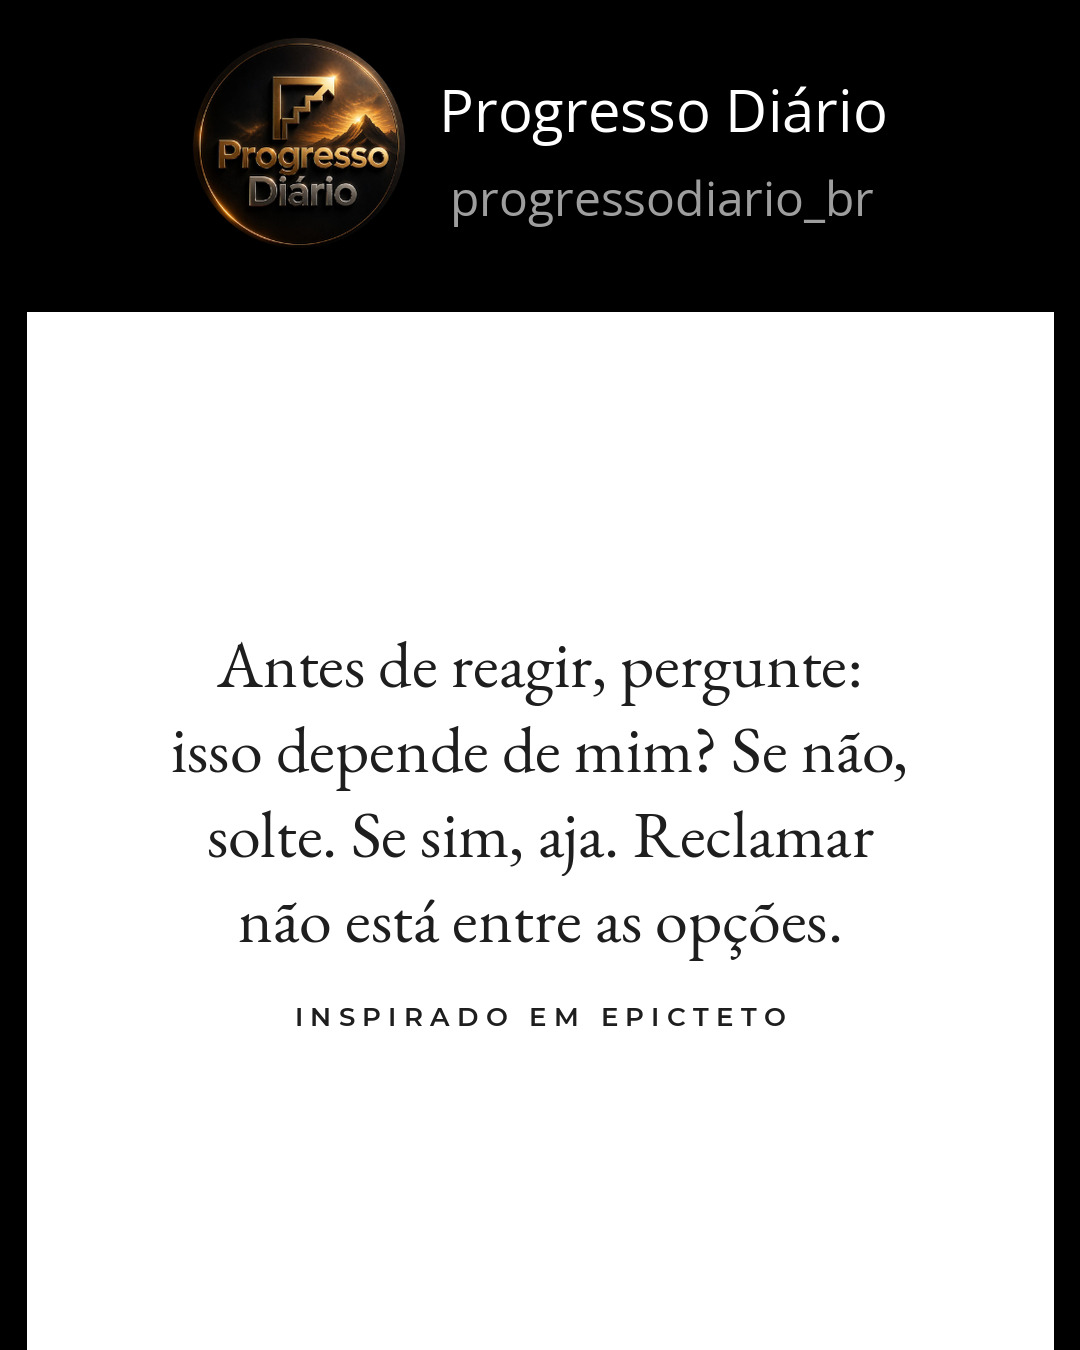 Progresso
Diário
Progresso Diário
progressodiario_br
Antes de reagir, pergunte:
isso depende de mim? Se não,
solte. Se sim, aja. Reclamar
não está entre as opções.
INSPIRADO EM EPICTETO